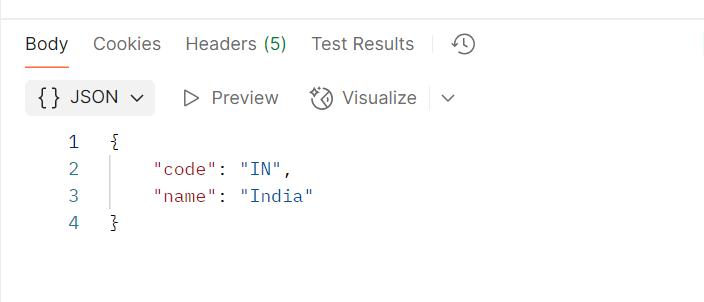 Body Cookies Headers (5) Test Results
{} JSON Preview Visualize
1 {
2 "code": "IN",
3 "name": "India"
4 }